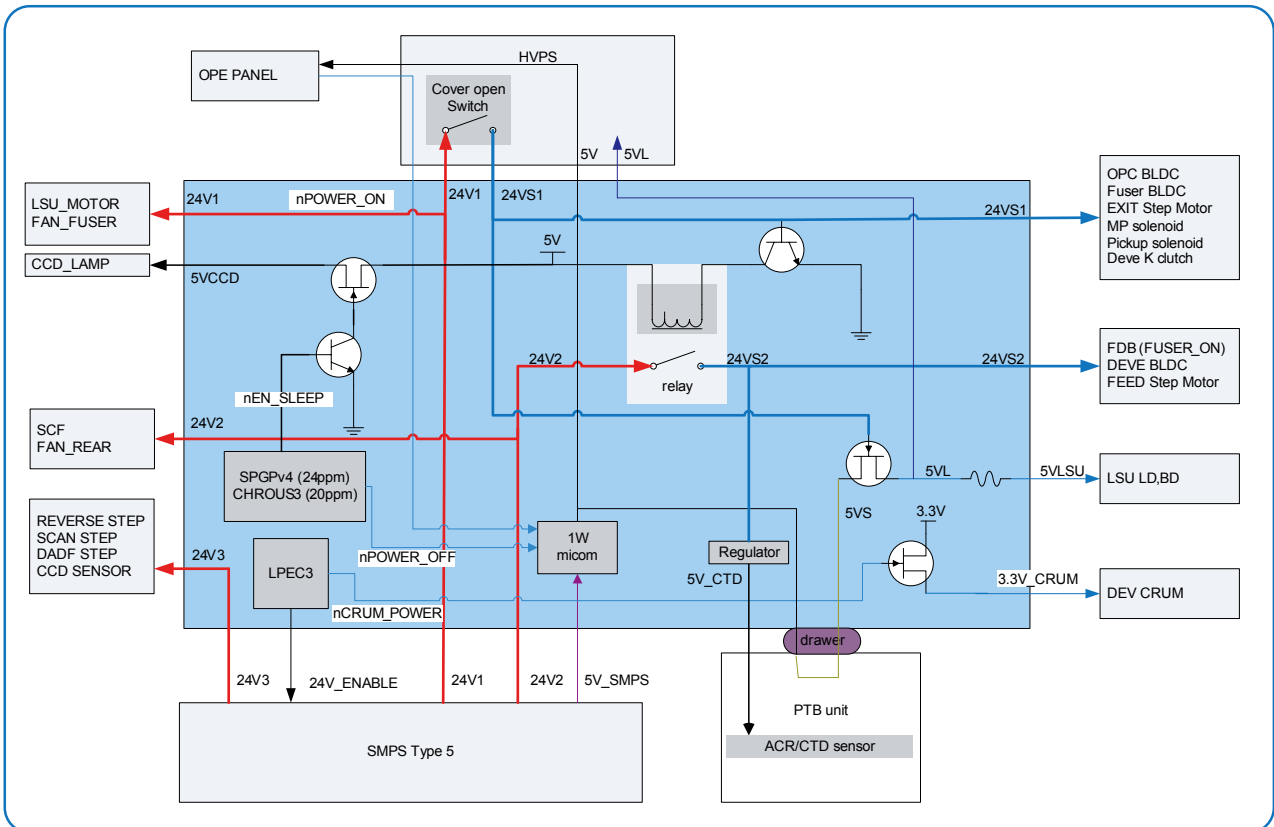 HVPS
OPE PANEL
Cover open
Switch
5V
5VL
LSU_MOTOR
FAN_FUSER
24V1
nPOWER_ON
24V1
24VS1
24VS1
OPC BLDC
Fuser BLDC
EXIT Step Motor
MP solenoid
Pickup solenoid
Deve K clutch
CCD_LAMP
5VCCD
5V
24V2
relay
24VS2
24VS2
FDB (FUSER_ON)
DEVE BLDC
FEED Step Motor
nEN_SLEEP
SCF
FAN_REAR
24V2
SPGPv4 (24ppm)
CHROUS3 (20ppm)
5VL
5VLSU
LSU LD,BD
5VS
3.3V
REVERSE STEP
SCAN STEP
DADF STEP
CCD SENSOR
24V3
nPOWER_OFF
1W
micom
Regulator
LPEC3
5V_CTD
3.3V_CRUM
DEV CRUM
nCRUM_POWER
drawer
24V3
24V_ENABLE
24V1
24V2
5V_SMPS
PTB unit
SMPS Type 5
ACR/CTD sensor